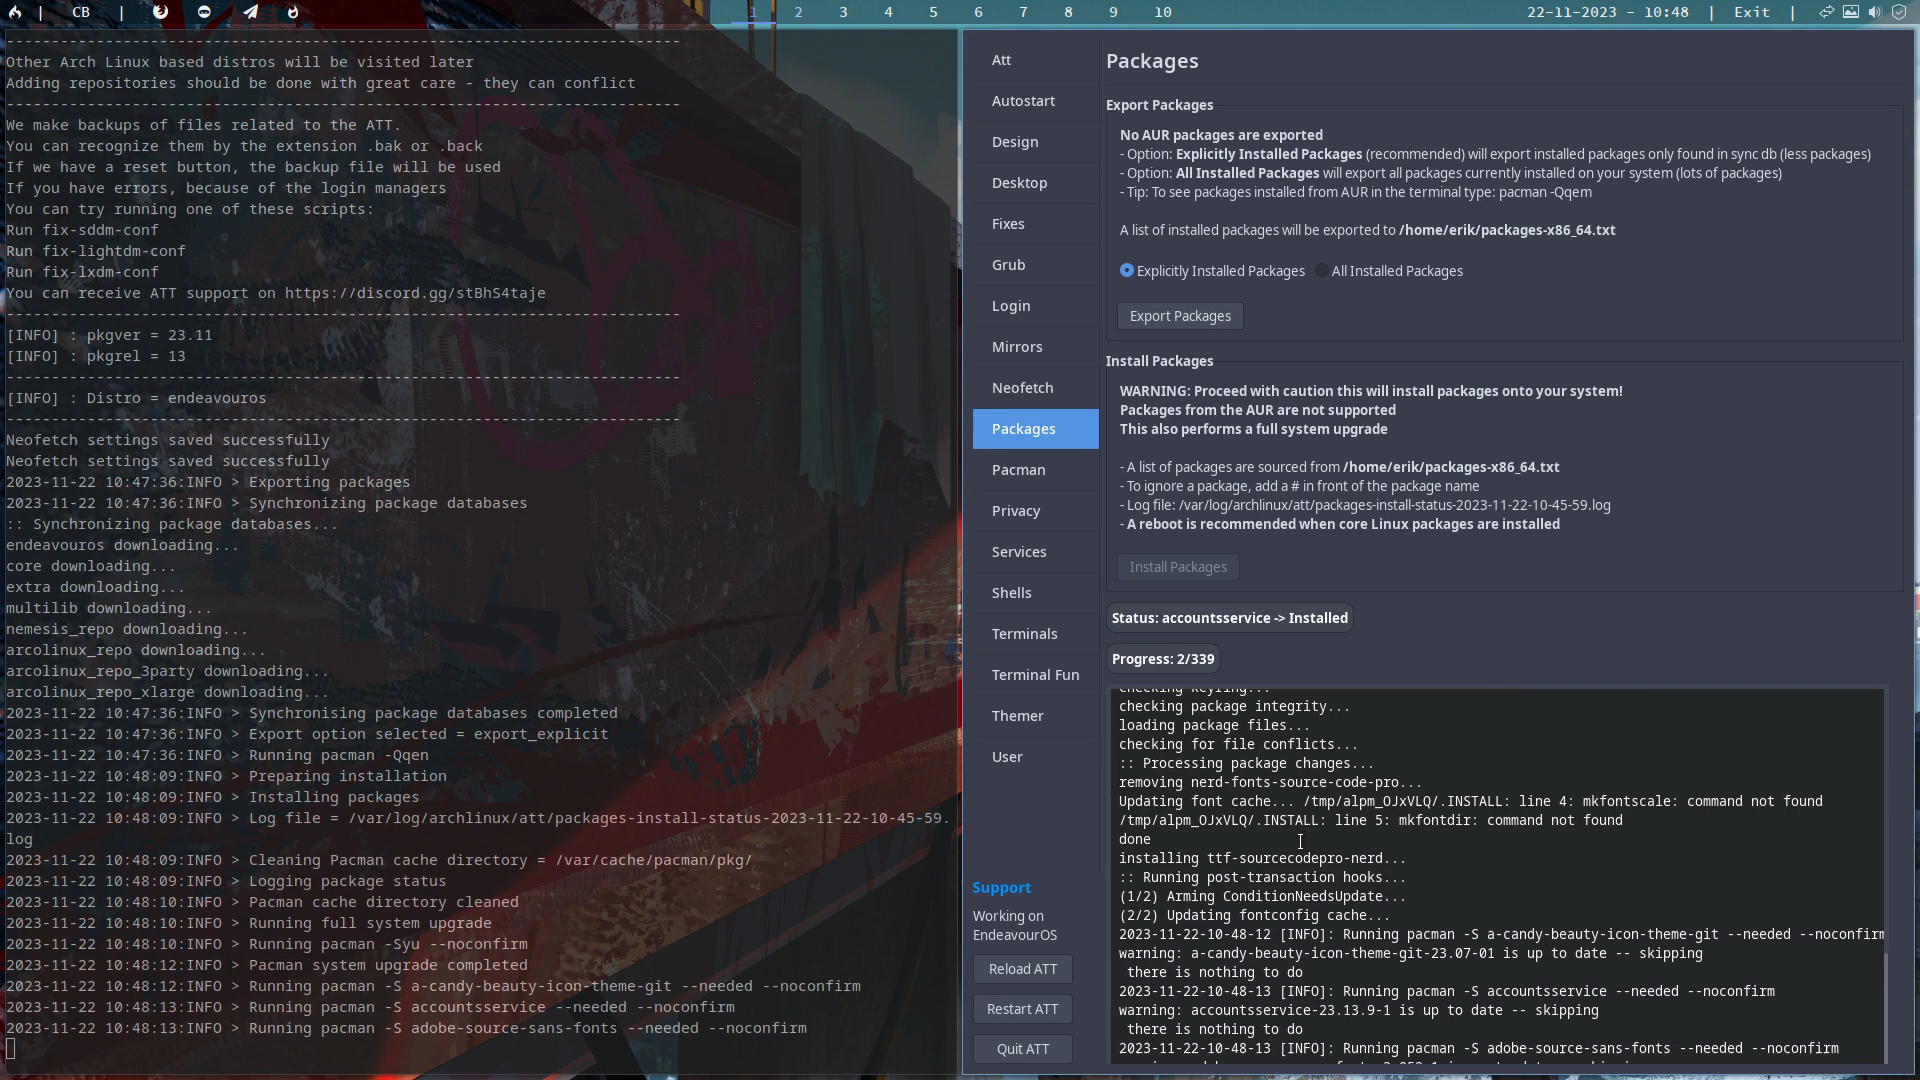 | CB | 1 2 3 4 5 6 7 8 9 10 22-11-2023 - 10:48 | Exit |
--------------------------------------------------------------------------
Other Arch Linux based distros will be visited later
Adding repositories should be done with great care - they can conflict
--------------------------------------------------------------------------
We make backups of files related to the ATT.
You can recognize them by the extension .bak or .back
If we have a reset button, the backup file will be used
If you have errors, because of the login managers
You can try running one of these scripts:
Run fix-sddm-conf
Run fix-lightdm-conf
Run fix-lxdm-conf
You can receive ATT support on https://discord.gg/stBhS4taje
--------------------------------------------------------------------------
[INFO] : pkgver = 23.11
[INFO] : pkgrel = 13
--------------------------------------------------------------------------
[INFO] : Distro = endeavouros
--------------------------------------------------------------------------
Neofetch settings saved successfully
Neofetch settings saved successfully
2023-11-22 10:47:36:INFO > Exporting packages
2023-11-22 10:47:36:INFO > Synchronizing package databases
:: Synchronizing package databases...
endeavouros downloading...
core downloading...
extra downloading...
multilib downloading...
nemesis_repo downloading...
arcolinux_repo downloading...
arcolinux_repo_3party downloading...
arcolinux_repo_xlarge downloading...
2023-11-22 10:47:36:INFO > Synchronising package databases completed
2023-11-22 10:47:36:INFO > Export option selected = export_explicit
2023-11-22 10:47:36:INFO > Running pacman -Qqen
2023-11-22 10:48:09:INFO > Preparing installation
2023-11-22 10:48:09:INFO > Installing packages
2023-11-22 10:48:09:INFO > Log file = /var/log/archlinux/att/packages-install-status-2023-11-22-10-45-59.
log
2023-11-22 10:48:09:INFO > Cleaning Pacman cache directory = /var/cache/pacman/pkg/
2023-11-22 10:48:09:INFO > Logging package status
2023-11-22 10:48:10:INFO > Pacman cache directory cleaned
2023-11-22 10:48:10:INFO > Running full system upgrade
2023-11-22 10:48:10:INFO > Running pacman -Syu --noconfirm
2023-11-22 10:48:12:INFO > Pacman system upgrade completed
2023-11-22 10:48:12:INFO > Running pacman -S a-candy-beauty-icon-theme-git --needed --noconfirm
2023-11-22 10:48:13:INFO > Running pacman -S accountsservice --needed --noconfirm
2023-11-22 10:48:13:INFO > Running pacman -S adobe-source-sans-fonts --needed --noconfirm
Att
Autostart
Design
Desktop
Fixes
Grub
Login
Mirrors
Neofetch
Packages
Pacman
Privacy
Services
Shells
Terminals
Terminal Fun
Themer
User
Support
Working on
EndeavourOS
Reload ATT
Restart ATT
Quit ATT
Packages
Export Packages
No AUR packages are exported
- Option: Explicitly Installed Packages (recommended) will export installed packages only found in sync db (less packages)
- Option: All Installed Packages will export all packages currently installed on your system (lots of packages)
- Tip: To see packages installed from AUR in the terminal type: pacman -Qqem
A list of installed packages will be exported to /home/erik/packages-x86_64.txt
Explicitly Installed Packages All Installed Packages
Export Packages
Install Packages
WARNING: Proceed with caution this will install packages onto your system!
Packages from the AUR are not supported
This also performs a full system upgrade
- A list of packages are sourced from /home/erik/packages-x86_64.txt
- To ignore a package, add a # in front of the package name
- Log file: /var/log/archlinux/att/packages-install-status-2023-11-22-10-45-59.log
- A reboot is recommended when core Linux packages are installed
Install Packages
Status: accountsservice -> Installed
Progress: 2/339
checking keyring...
checking package integrity...
loading package files...
checking for file conflicts...
:: Processing package changes...
removing nerd-fonts-source-code-pro...
Updating font cache... /tmp/alpm_OJxVLQ/.INSTALL: line 4: mkfontscale: command not found
/tmp/alpm_OJxVLQ/.INSTALL: line 5: mkfontdir: command not found
done
installing ttf-sourcecodepro-nerd...
:: Running post-transaction hooks...
(1/2) Arming ConditionNeedsUpdate...
(2/2) Updating fontconfig cache...
2023-11-22-10-48-12 [INFO]: Running pacman -S a-candy-beauty-icon-theme-git --needed --noconfirm
warning: a-candy-beauty-icon-theme-git-23.07-01 is up to date -- skipping
there is nothing to do
2023-11-22-10-48-13 [INFO]: Running pacman -S accountsservice --needed --noconfirm
warning: accountsservice-23.13.9-1 is up to date -- skipping
there is nothing to do
2023-11-22-10-48-13 [INFO]: Running pacman -S adobe-source-sans-fonts --needed --noconfirm